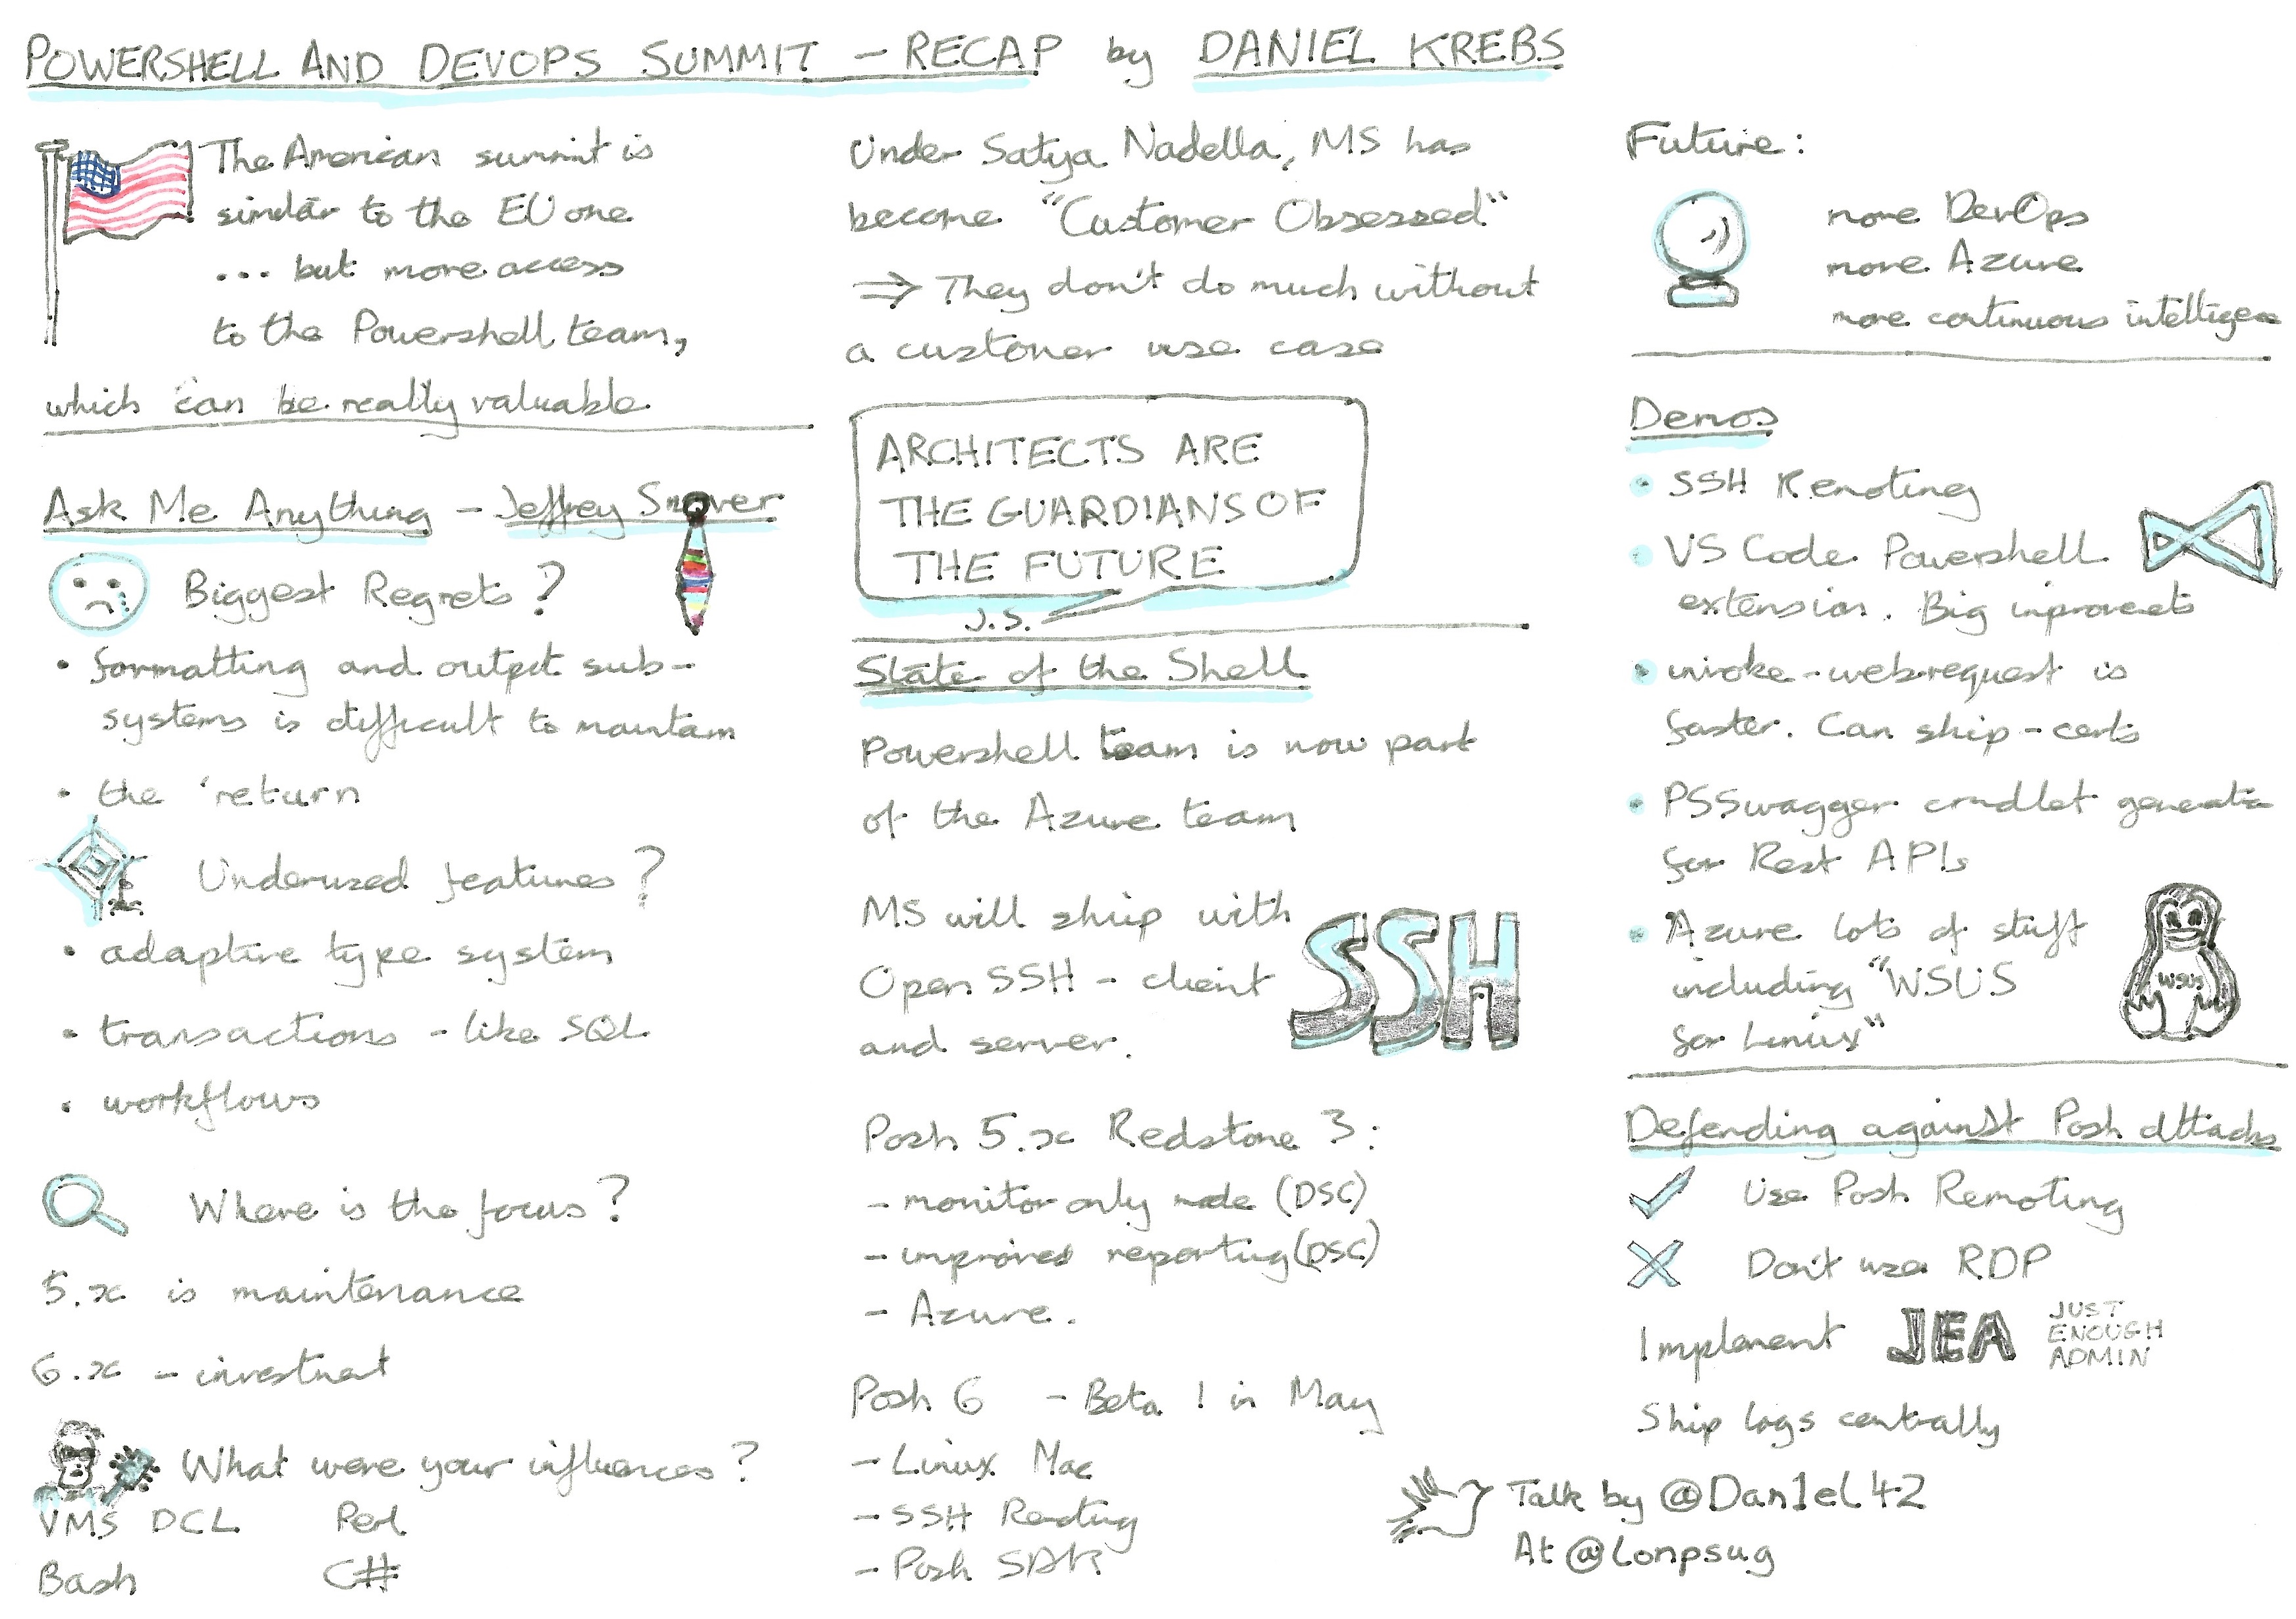 POWERSHELL AND DEVOPS SUMMIT - RECAP by DANIEL KREBS
The American summit is
similar to the EU one
... but more access
to the Powershell team,
which can be really valuable
Ask Me Anything - Jeffrey Snover
Biggest Regrets?
• formatting and output sub-
systems is difficult to maintain
• the 'return
Underused features?
• adaptive type system
• transactions - like SQL
• workflows
Where is the focus?
5.x is maintenance
6.x - investment
What were your influences?
VMS DCL Perl
Bash C#
Under Satya Nadella, MS has
become "Customer Obsessed"
⇒ They don't do much without
a customer use case
ARCHITECTS ARE
THE GUARDIANS OF
THE FUTURE
J.S.
State of the Shell
Powershell team is now part
of the Azure team
MS will ship with
Open SSH - client
and server.
SSH
Posh 5.x Redstone 3:
- monitor only mode (DSC)
- improved reporting (DSC)
- Azure.
Posh 6 - Beta 1 in May
- Linux Mac
- SSH Remoting
- Posh SDK
Future:
more DevOps
more Azure
more continuous intelligence
Demos
• SSH Remoting
• VS Code Powershell
extension. Big improvements
• invoke-webrequest is
faster. Can skip-certs
• PSSwagger cmdlet generation
for Rest APIs
• Azure lots of stuff
including "WSUS
for Linux"
WSUS
Defending against Posh attacks
Use Posh Remoting
Don't use RDP
Implement JEA JUST
ENOUGH
ADMIN
Ship logs centrally
Talk by @Dan1el42
At @lonpsug